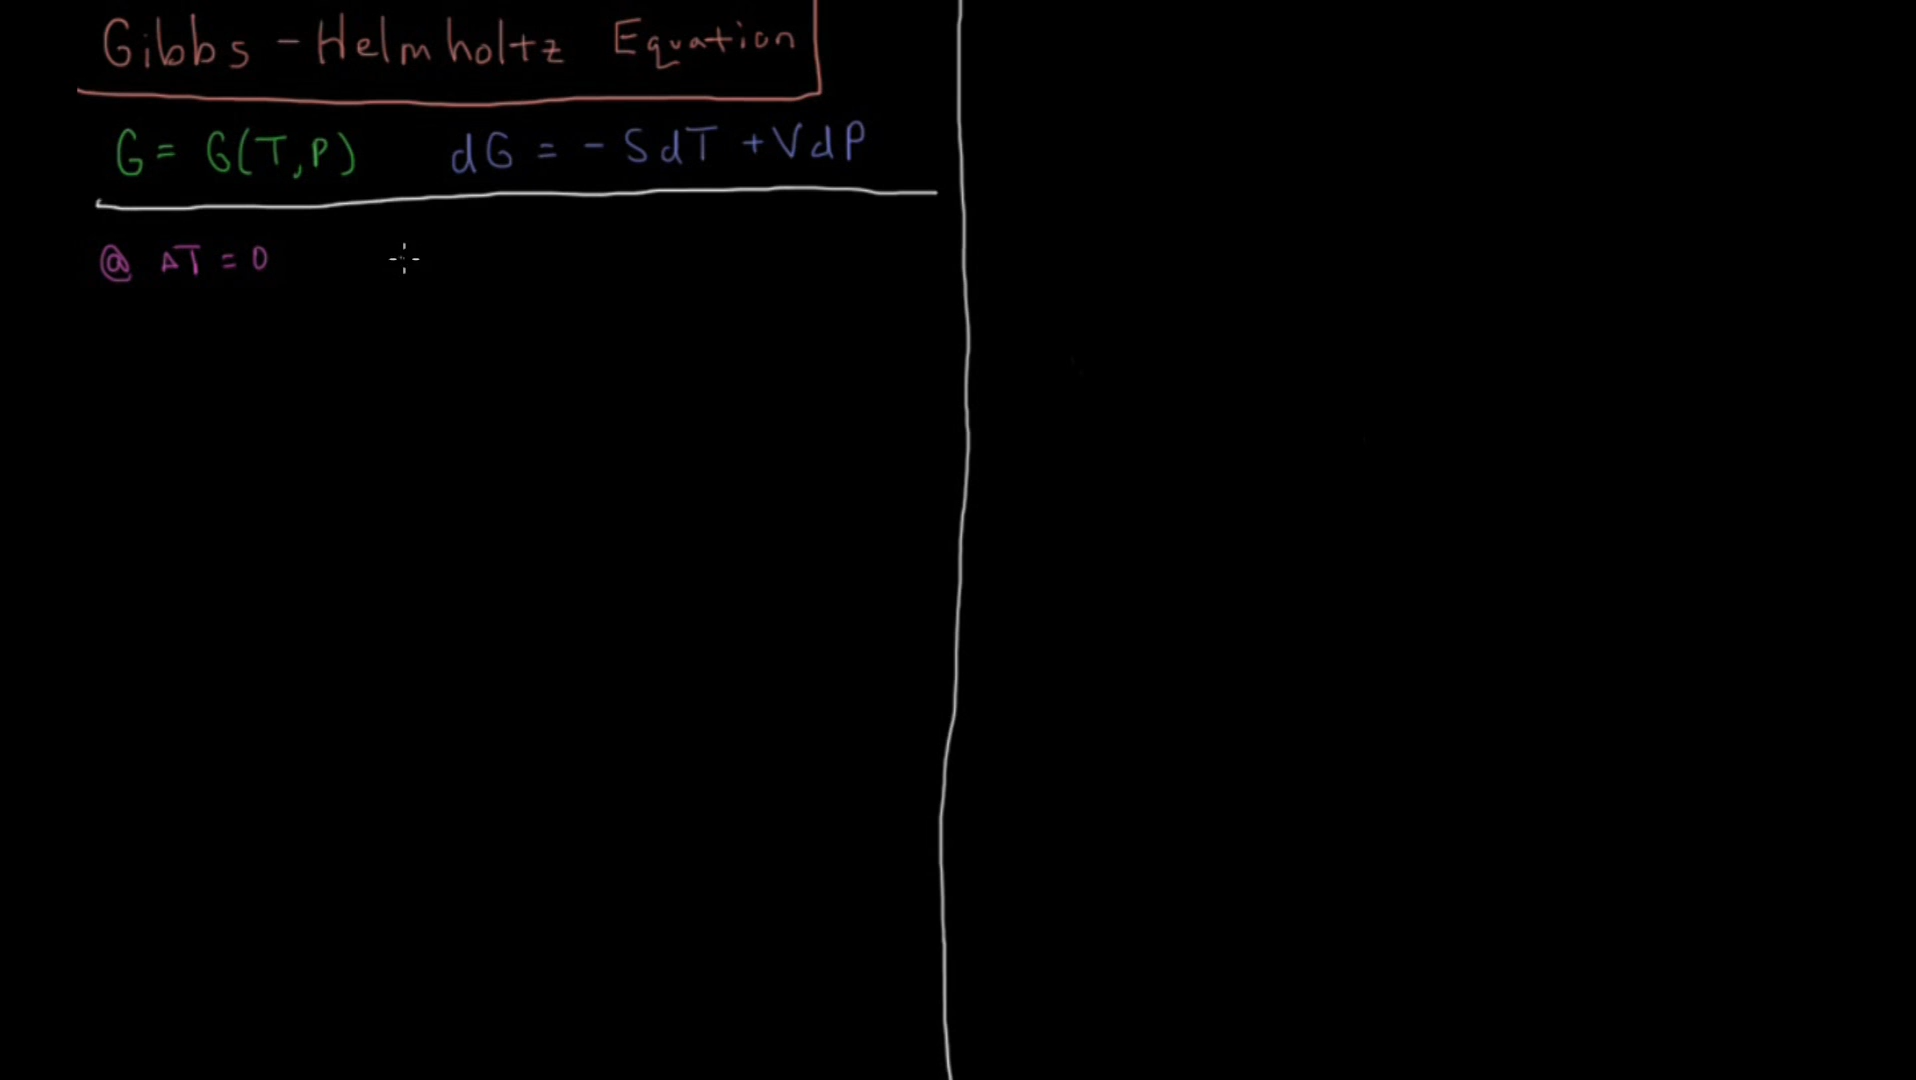 Gibbs - Helmholtz Equation
G = G(T,P) dG = - SdT + VdP
@ ΔT = 0